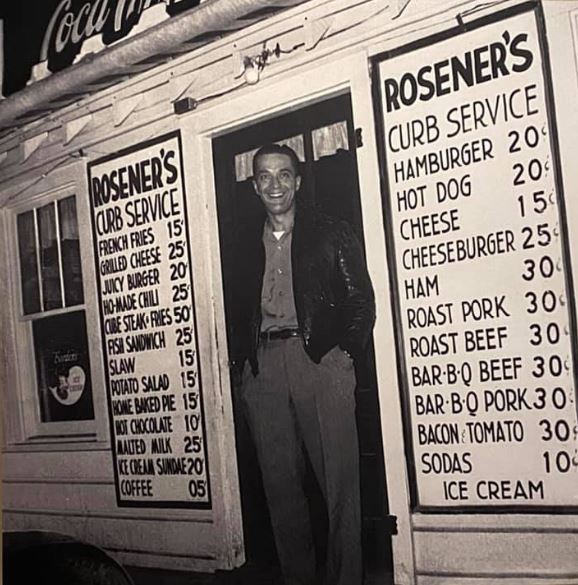 Coca
ROSENER'S
CURB SERVICE
FRENCH FRIES 15¢
GRILLED CHEESE 25¢
JUICY BURGER 20¢
HO-MADE CHILI 25¢
CUBE STEAK & FRIES 50¢
FISH SANDWICH 25¢
SLAW 15¢
POTATO SALAD 15¢
HOME BAKED PIE 15¢
HOT CHOCOLATE 10¢
MALTED MILK 25¢
ICE CREAM SUNDAE 20¢
COFFEE 05¢
Borden's
ICE CREAM
ROSENER'S
CURB SERVICE
HAMBURGER 20¢
HOT DOG 20¢
CHEESE 15¢
CHEESEBURGER 25¢
HAM 30¢
ROAST PORK 30¢
ROAST BEEF 30¢
BAR-B-Q BEEF 30¢
BAR-B-Q PORK 30¢
BACON & TOMATO 30¢
SODAS 10¢
ICE CREAM